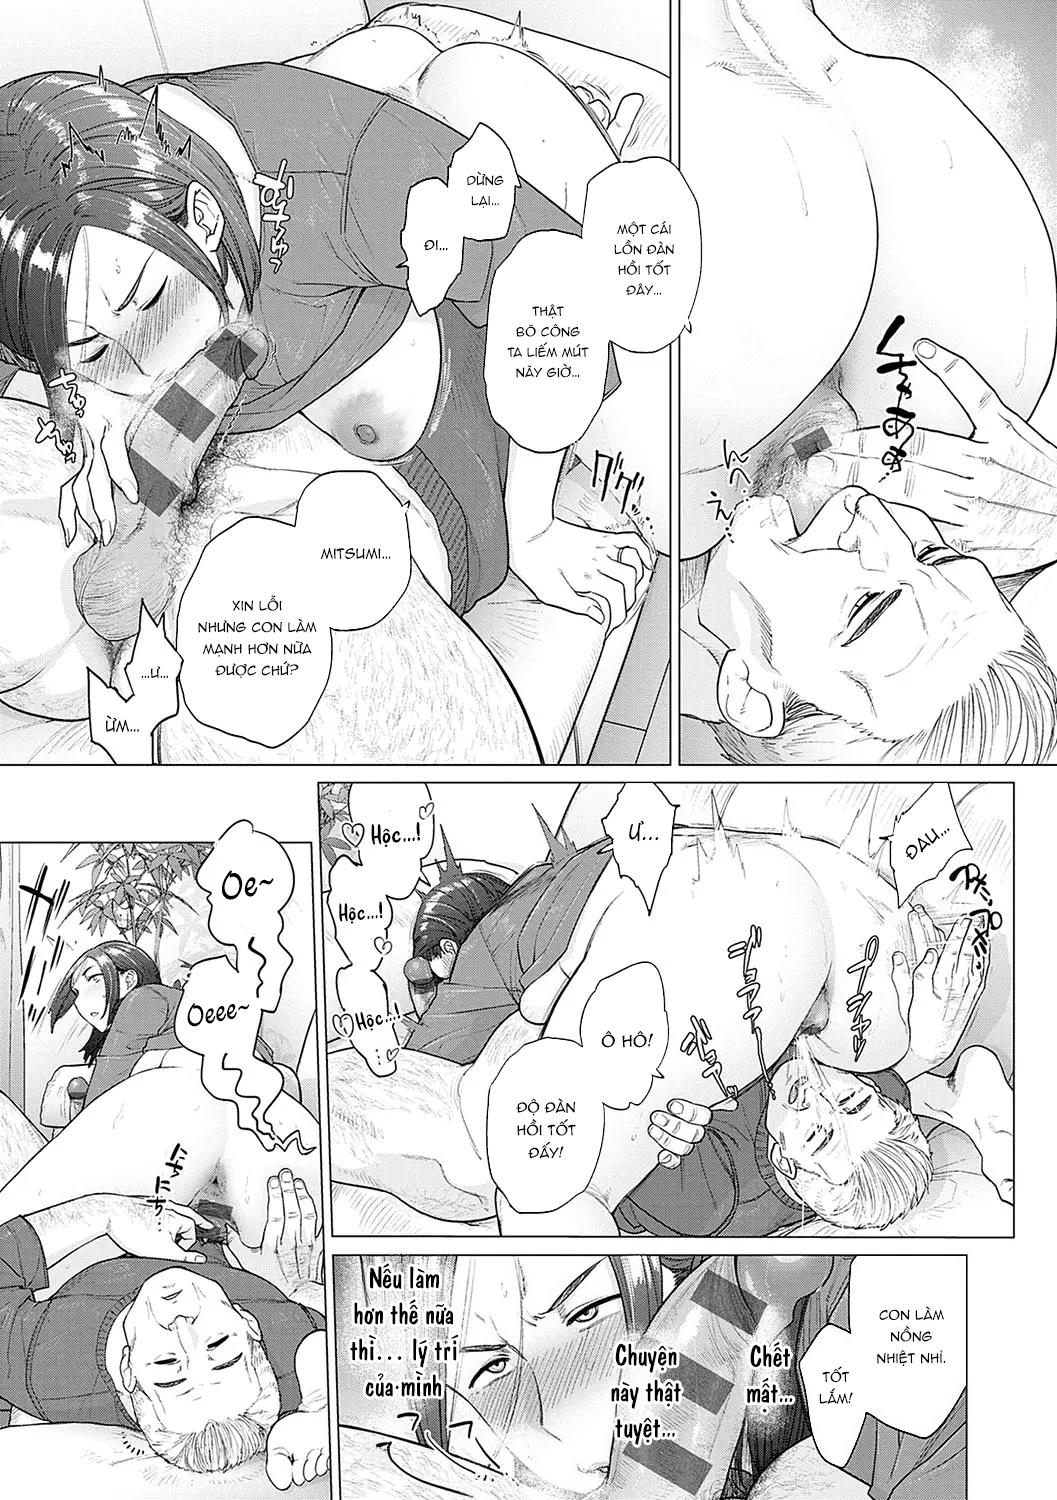 MỘT CÁI
LỒN ĐÀN
HỒI TỐT
ĐẤY...
THẬT
BÕ CÔNG
TA LIẾM MÚT
NÃY GIỜ...
DỪNG
LẠI...
ĐI...
MITSUMI...
XIN LỖI
NHƯNG CON LÀM
MẠNH HƠN NỮA
ĐƯỢC CHỨ?
...Ư...
ỪM...
ĐAU...
Ư...
Ô HÔ!
ĐỘ ĐÀN
HỒI TỐT
ĐẤY!
Hộc...!
Hộc...!
Hộc...!
Oe~
Oeee~
CON LÀM
NỒNG
NHIỆT NHỈ.
TỐT
LẮM!
Chết
mất...
Chuyện
này thật
tuyệt...
Nếu làm
hơn thế nữa
thì... lý trí
của mình